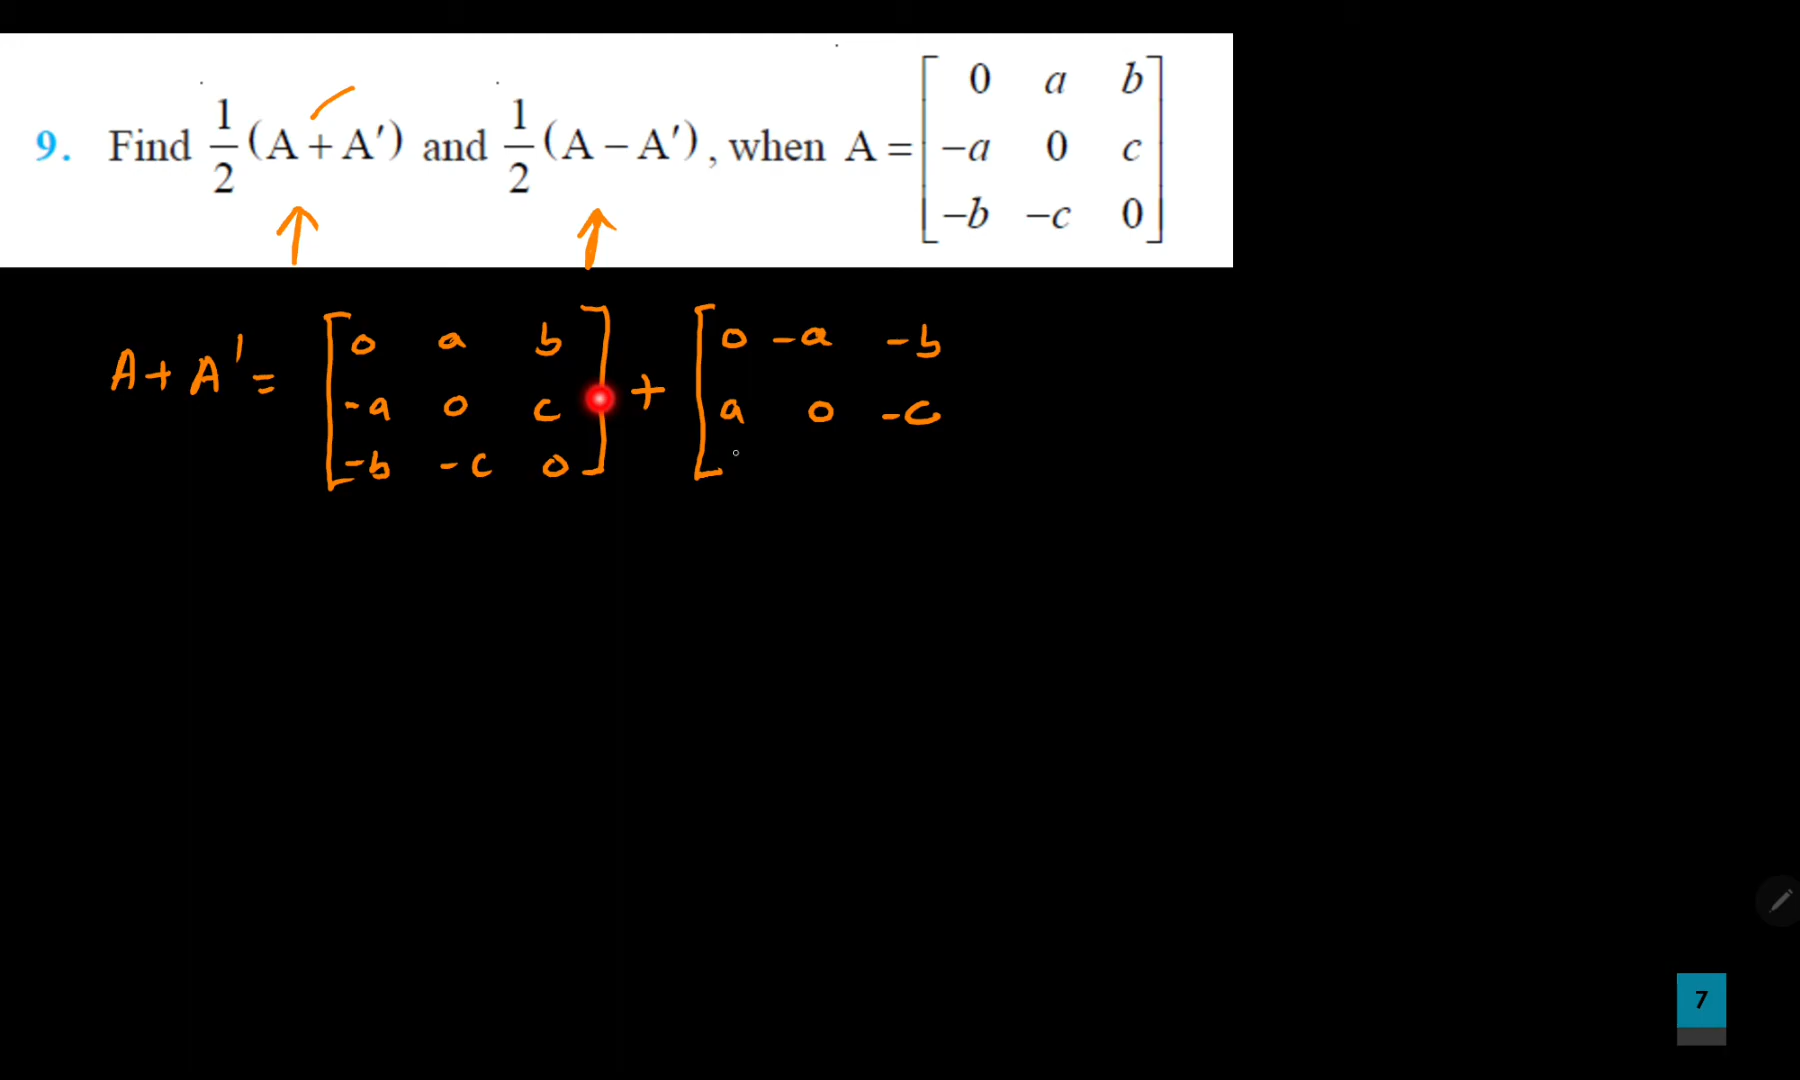 9. Find 1/2 (A + A′) and 1/2 (A − A′), when A = [ 0 a b
−a 0 c
−b −c 0 ]
A + A' = [ 0 a b ] + [ 0 -a -b
-a 0 c a 0 -c
-b -c 0
7